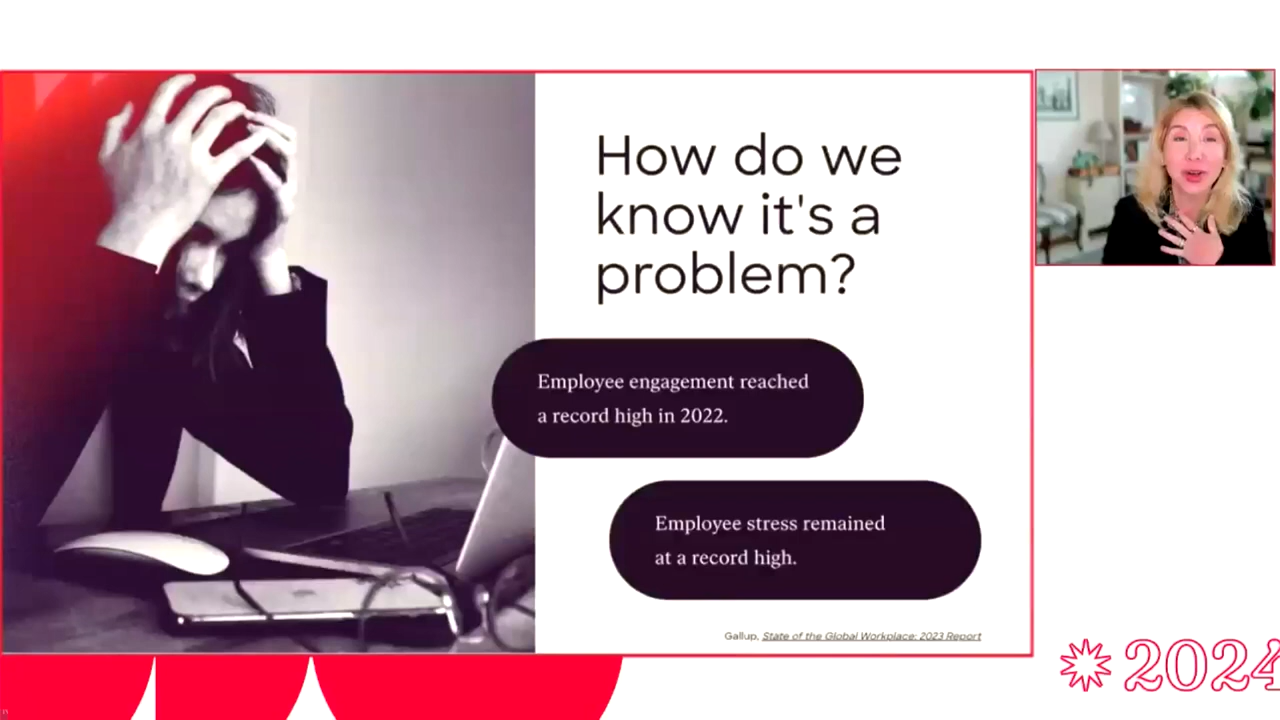 How do we
know it's a
problem?
Employee engagement reached
a record high in 2022.
Employee stress remained
at a record high.
Gallup, State of the Global Workplace: 2023 Report
2024